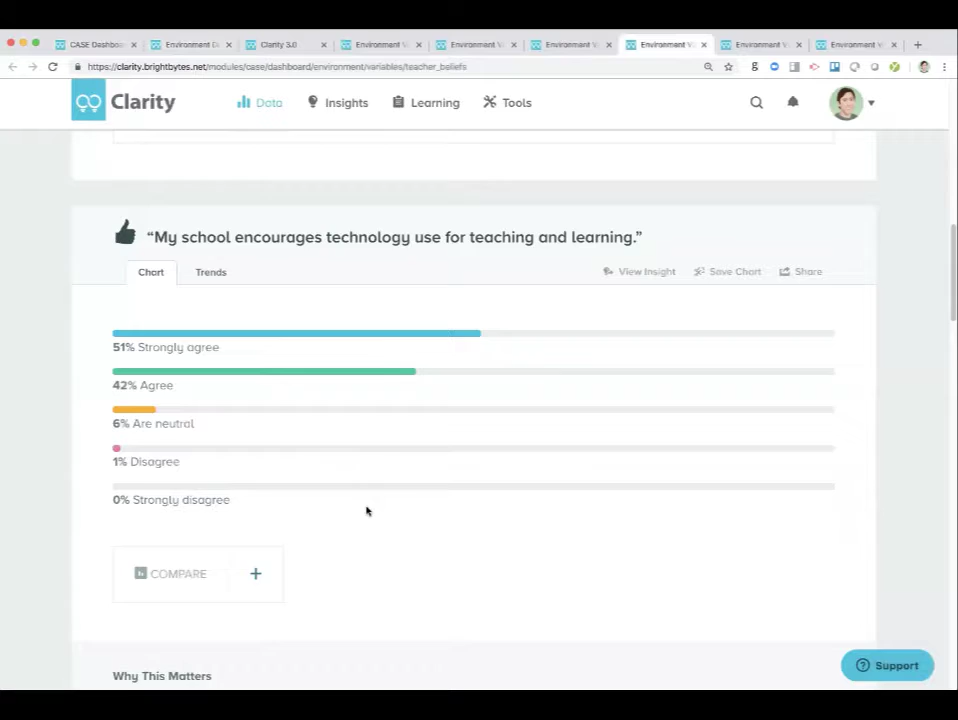 CASE Dashbo
Environment D
Clarity 3.0
Environment V
Environment V
Environment V
Environment V
Environment V
Environment V
https://clarity.brightbytes.net/modules/case/dashboard/environment/variables/teacher_beliefs
Clarity
Data
Insights
Learning
Tools
“My school encourages technology use for teaching and learning.”
Chart
Trends
View Insight
Save Chart
Share
51% Strongly agree
42% Agree
6% Are neutral
1% Disagree
0% Strongly disagree
COMPARE +
Why This Matters
Support